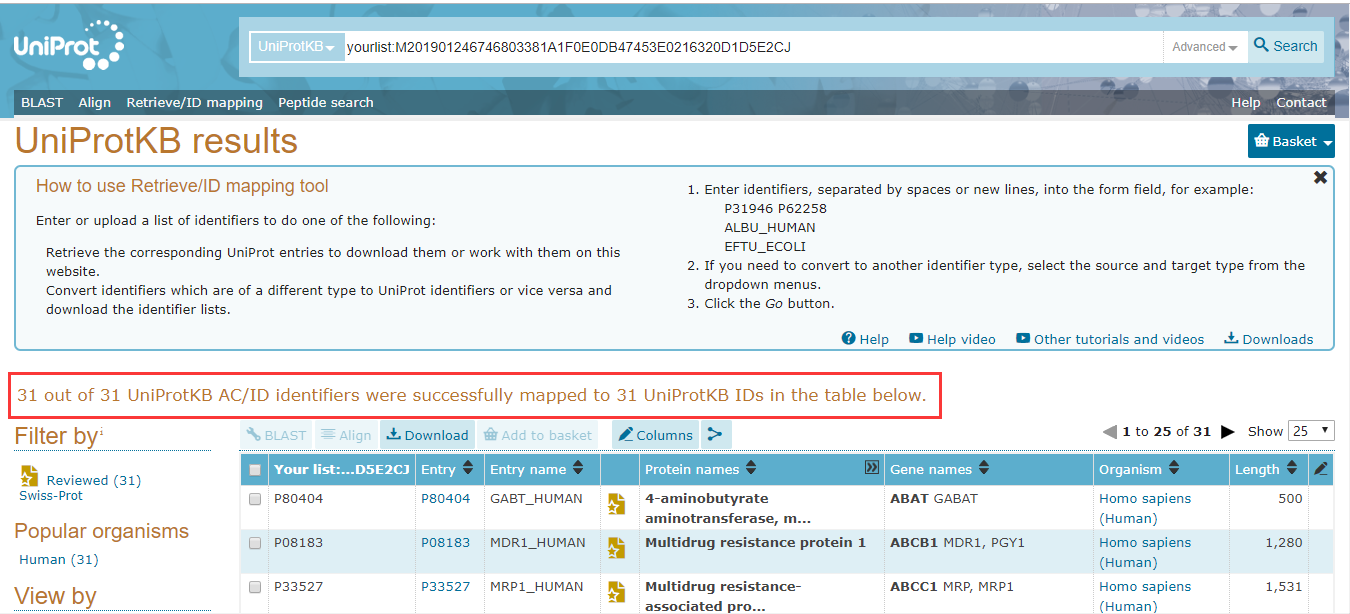 UniProt
UniProtKB
yourlist:M201901246746803381A1F0E0DB47453E0216320D1D5E2CJ
Advanced
Search
BLAST Align Retrieve/ID mapping Peptide search
Help Contact
UniProtKB results
Basket
How to use Retrieve/ID mapping tool
Enter or upload a list of identifiers to do one of the following:
Retrieve the corresponding UniProt entries to download them or work with them on this
website.
Convert identifiers which are of a different type to UniProt identifiers or vice versa and
download the identifier lists.
1. Enter identifiers, separated by spaces or new lines, into the form field, for example:
P31946 P62258
ALBU_HUMAN
EFTU_ECOLI
2. If you need to convert to another identifier type, select the source and target type from the
dropdown menus.
3. Click the Go button.
Help Help video Other tutorials and videos Downloads
31 out of 31 UniProtKB AC/ID identifiers were successfully mapped to 31 UniProtKB IDs in the table below.
Filter by i
Reviewed (31)
Swiss-Prot
Popular organisms
Human (31)
View by
BLAST Align Download Add to basket Columns
1 to 25 of 31 Show 25
Your list:...D5E2CJ Entry Entry name Protein names Gene names Organism Length
P80404 P80404 GABT_HUMAN 4-aminobutyrate ABAT GABAT Homo sapiens 500
aminotransferase, m... (Human)
P08183 P08183 MDR1_HUMAN Multidrug resistance protein 1 ABCB1 MDR1, PGY1 Homo sapiens 1,280
(Human)
P33527 P33527 MRP1_HUMAN Multidrug resistance- ABCC1 MRP, MRP1 Homo sapiens 1,531
associated pro... (Human)